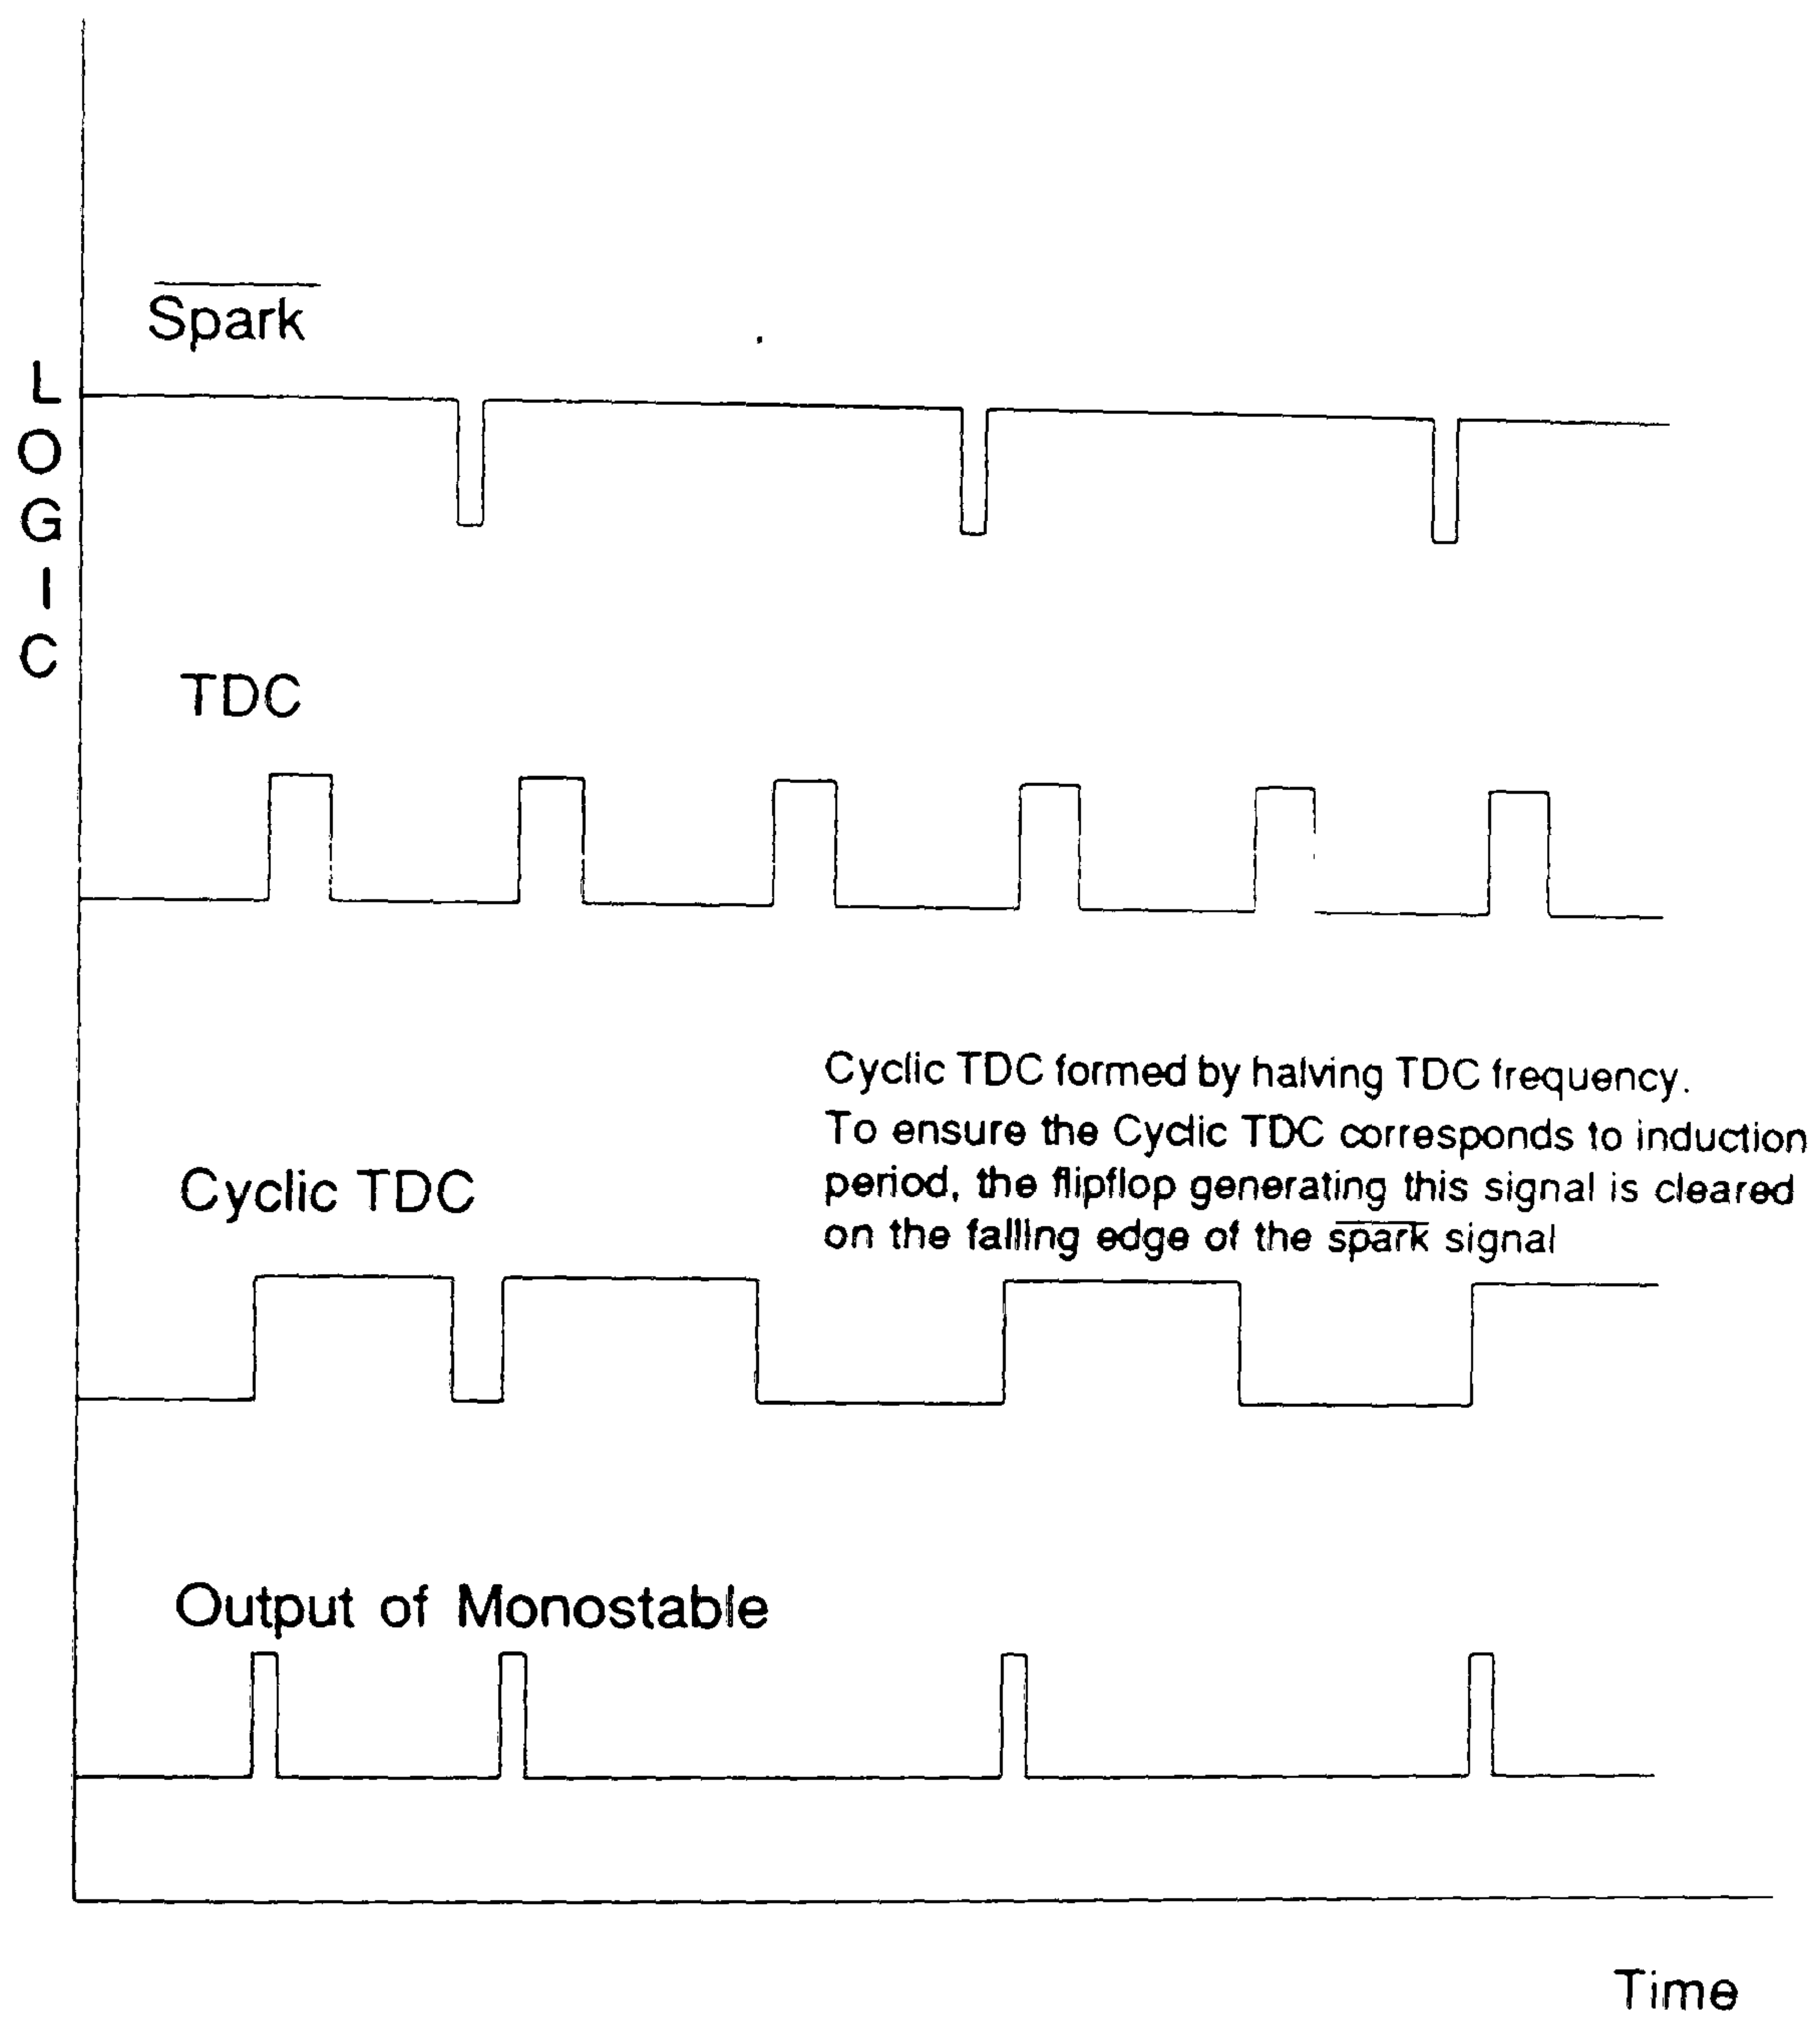 Spark
LOGIC
TDC
Cyclic TDC formed by halving TDC frequency.
To ensure the Cyclic TDC corresponds to induction
period, the flipflop generating this signal is cleared
on the falling edge of the spark signal
Cyclic TDC
Output of Monostable
Time